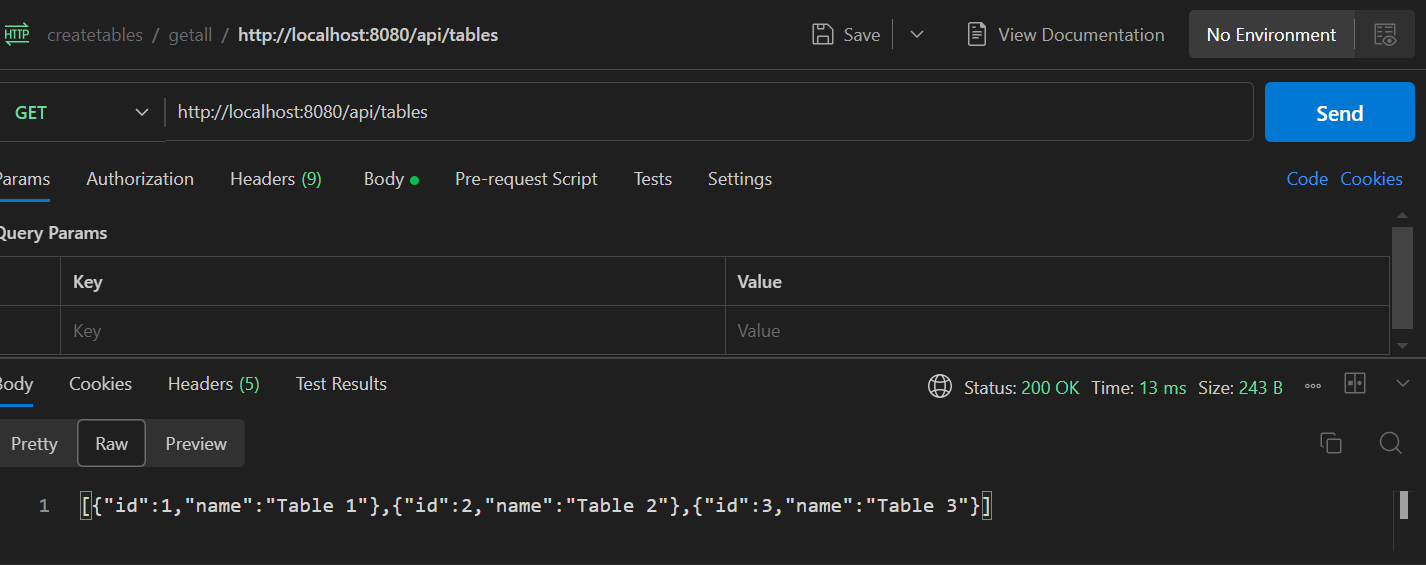 HTTP createtables / getall / http://localhost:8080/api/tables Save View Documentation No Environment
GET http://localhost:8080/api/tables Send
Params Authorization Headers (9) Body Pre-request Script Tests Settings Code Cookies
Query Params
Key Value
Key Value
Body Cookies Headers (5) Test Results Status: 200 OK Time: 13 ms Size: 243 B
Pretty Raw Preview
1 [{"id":1,"name":"Table 1"},{"id":2,"name":"Table 2"},{"id":3,"name":"Table 3"}]